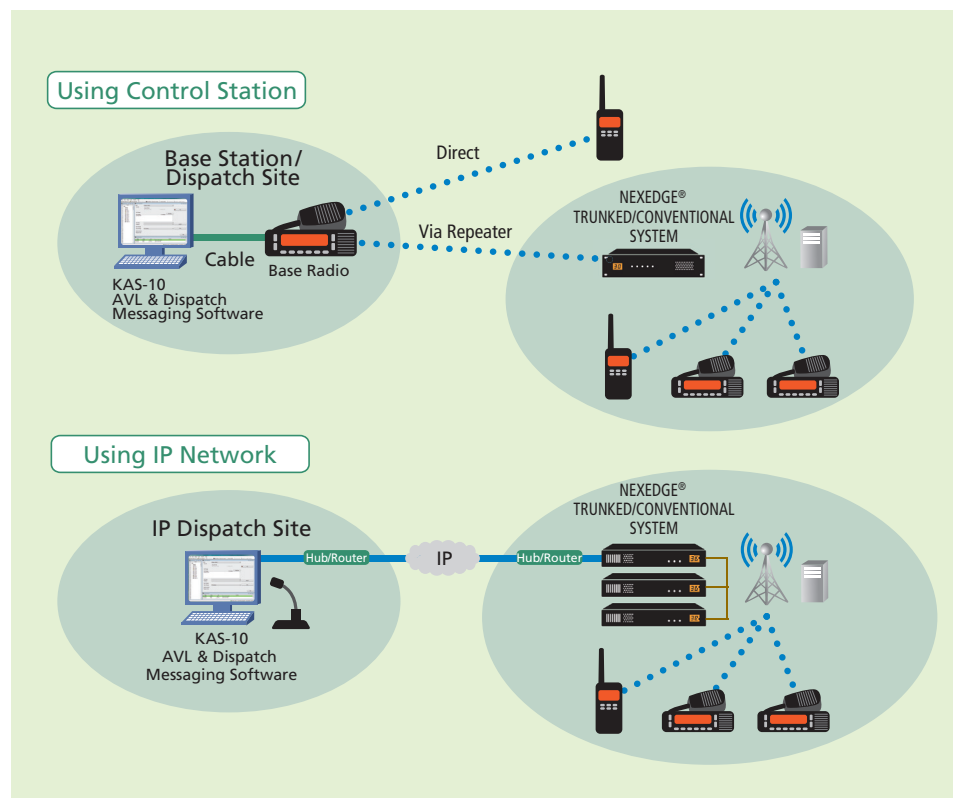 Using Control Station
Base Station/
Dispatch Site
Cable
Base Radio
KAS-10
AVL & Dispatch
Messaging Software
Direct
Via Repeater
NEXEDGE®
TRUNKED/CONVENTIONAL
SYSTEM
Using IP Network
IP Dispatch Site
KAS-10
AVL & Dispatch
Messaging Software
Hub/Router
IP
Hub/Router
NEXEDGE®
TRUNKED/CONVENTIONAL
SYSTEM